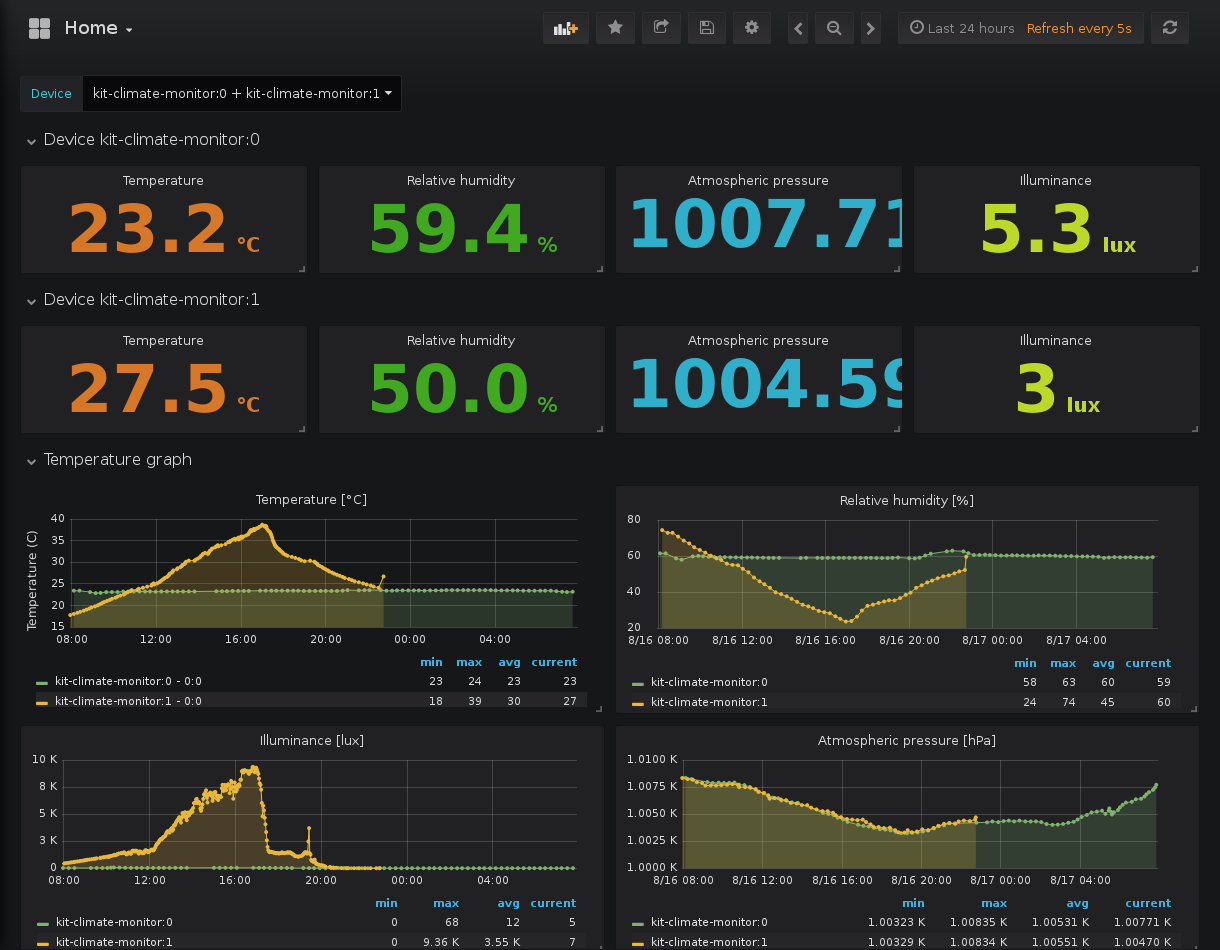 Home
Last 24 hours Refresh every 5s
Device kit-climate-monitor:0 + kit-climate-monitor:1
Device kit-climate-monitor:0
Temperature Relative humidity Atmospheric pressure Illuminance
23.2 °C 59.4 % 1007.71 5.3 lux
Device kit-climate-monitor:1
Temperature Relative humidity Atmospheric pressure Illuminance
27.5 °C 50.0 % 1004.59 3 lux
Temperature graph
Temperature [°C]
Temperature (C)
40
35
30
25
20
15
08:00 12:00 16:00 20:00 00:00 04:00
min max avg current
kit-climate-monitor:0 - 0:0 23 24 23 23
kit-climate-monitor:1 - 0:0 18 39 30 27
Relative humidity [%]
80
60
40
20
8/16 08:00 8/16 12:00 8/16 16:00 8/16 20:00 8/17 00:00 8/17 04:00
min max avg current
kit-climate-monitor:0 58 63 60 59
kit-climate-monitor:1 24 74 45 60
Illuminance [lux]
10 K
8 K
5 K
3 K
0
08:00 12:00 16:00 20:00 00:00 04:00
min max avg current
kit-climate-monitor:0 0 68 12 5
kit-climate-monitor:1 0 9.36 K 3.55 K 7
Atmospheric pressure [hPa]
1.0100 K
1.0075 K
1.0050 K
1.0025 K
1.0000 K
8/16 08:00 8/16 12:00 8/16 16:00 8/16 20:00 8/17 00:00 8/17 04:00
min max avg current
kit-climate-monitor:0 1.00323 K 1.00835 K 1.00531 K 1.00771 K
kit-climate-monitor:1 1.00329 K 1.00834 K 1.00551 K 1.00470 K